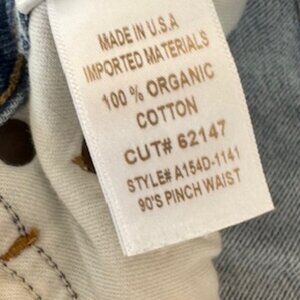 MADE IN U.S.A
IMPORTED MATERIALS
100 % ORGANIC
COTTON
CUT# 62147
STYLE# A154D-1141
90'S PINCH WAIST